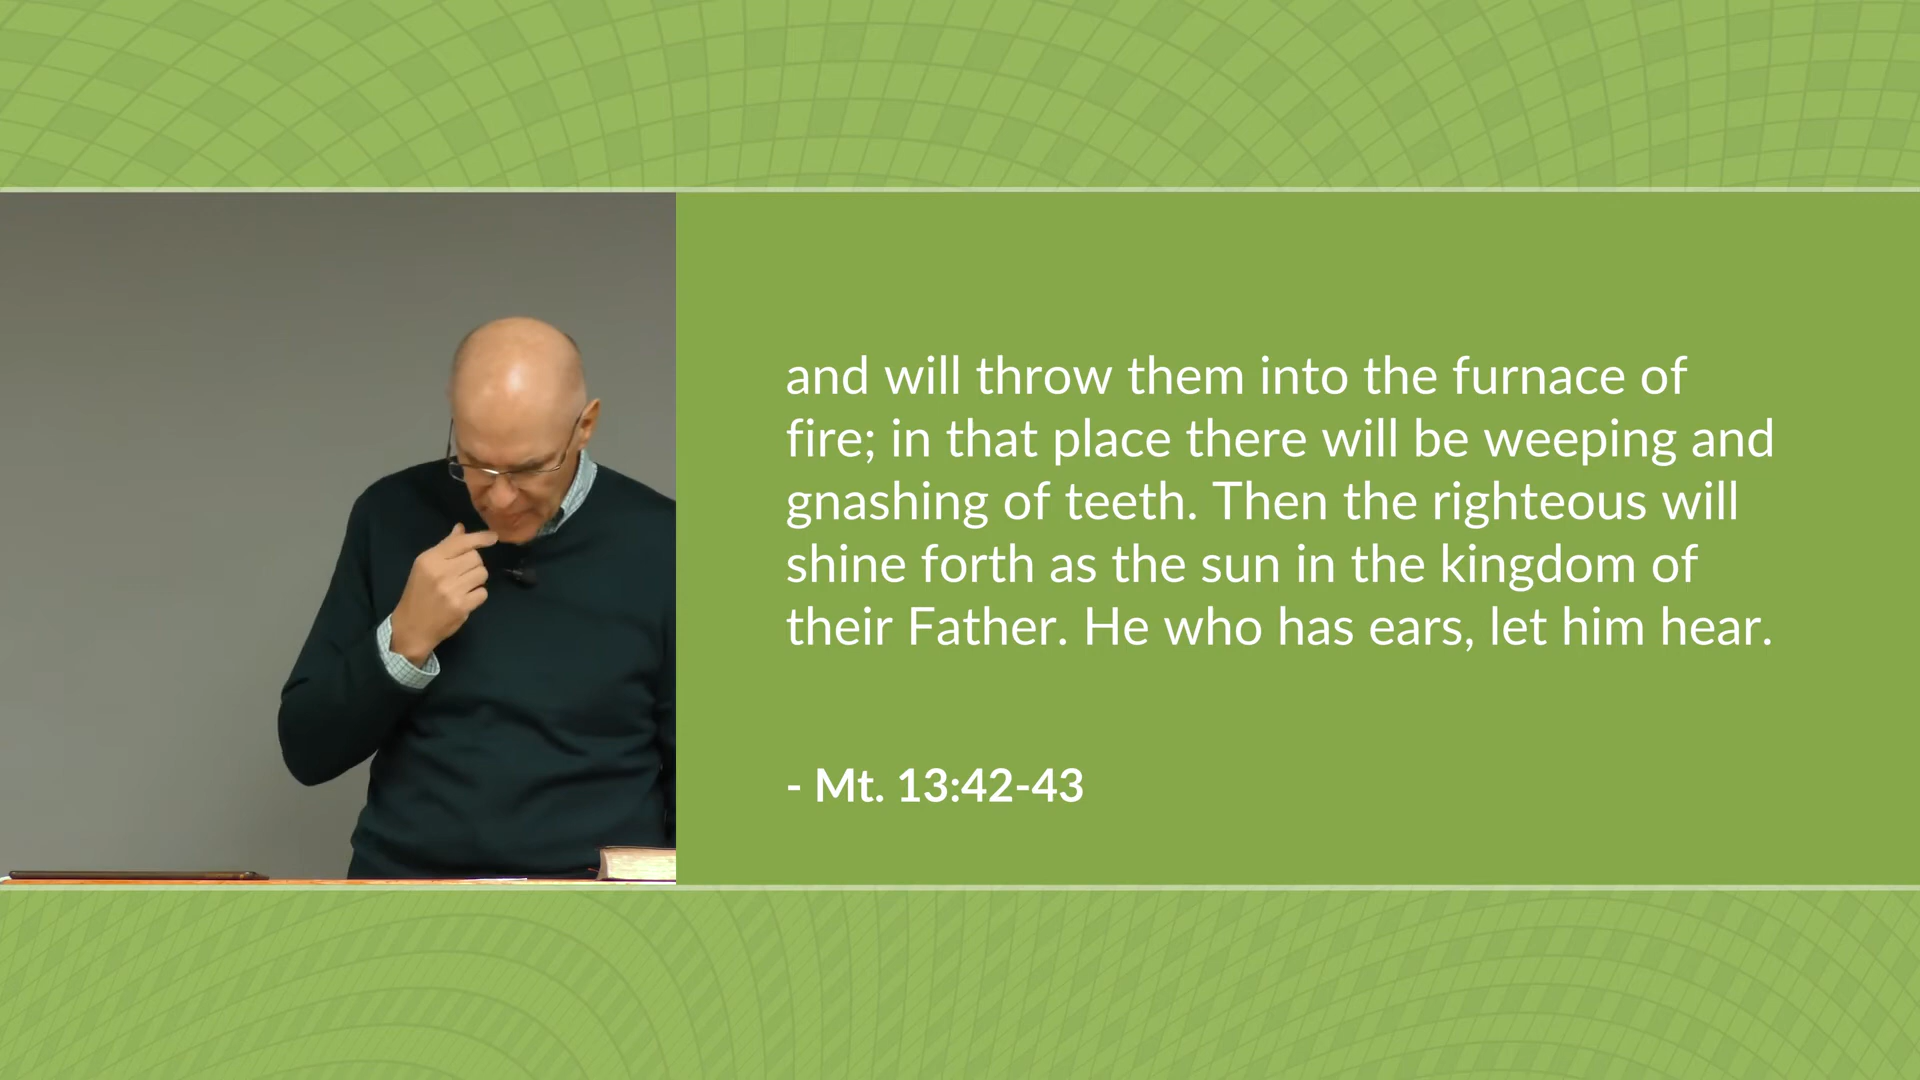 and will throw them into the furnace of
fire; in that place there will be weeping and
gnashing of teeth. Then the righteous will
shine forth as the sun in the kingdom of
their Father. He who has ears, let him hear.
- Mt. 13:42-43